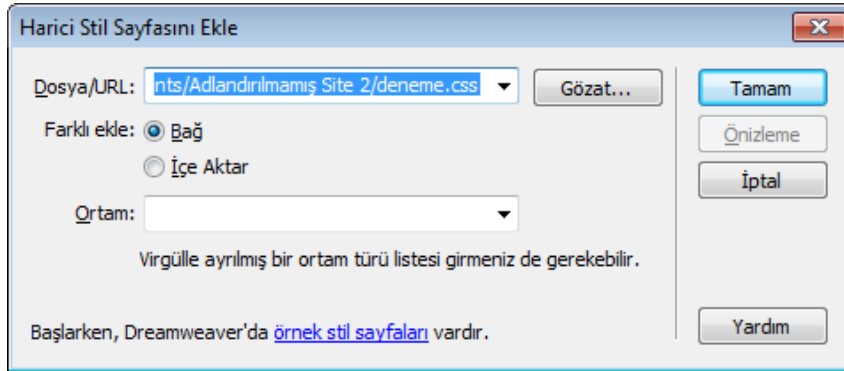 Harici Stil Sayfasını Ekle
Dosya/URL: nts/Adlandırılmamış Site 2/deneme.css Gözat... Tamam
Farklı ekle: Bağ Önizleme
İçe Aktar İptal
Ortam:
Virgülle ayrılmış bir ortam türü listesi girmeniz de gerekebilir.
Başlarken, Dreamweaver'da örnek stil sayfaları vardır. Yardım